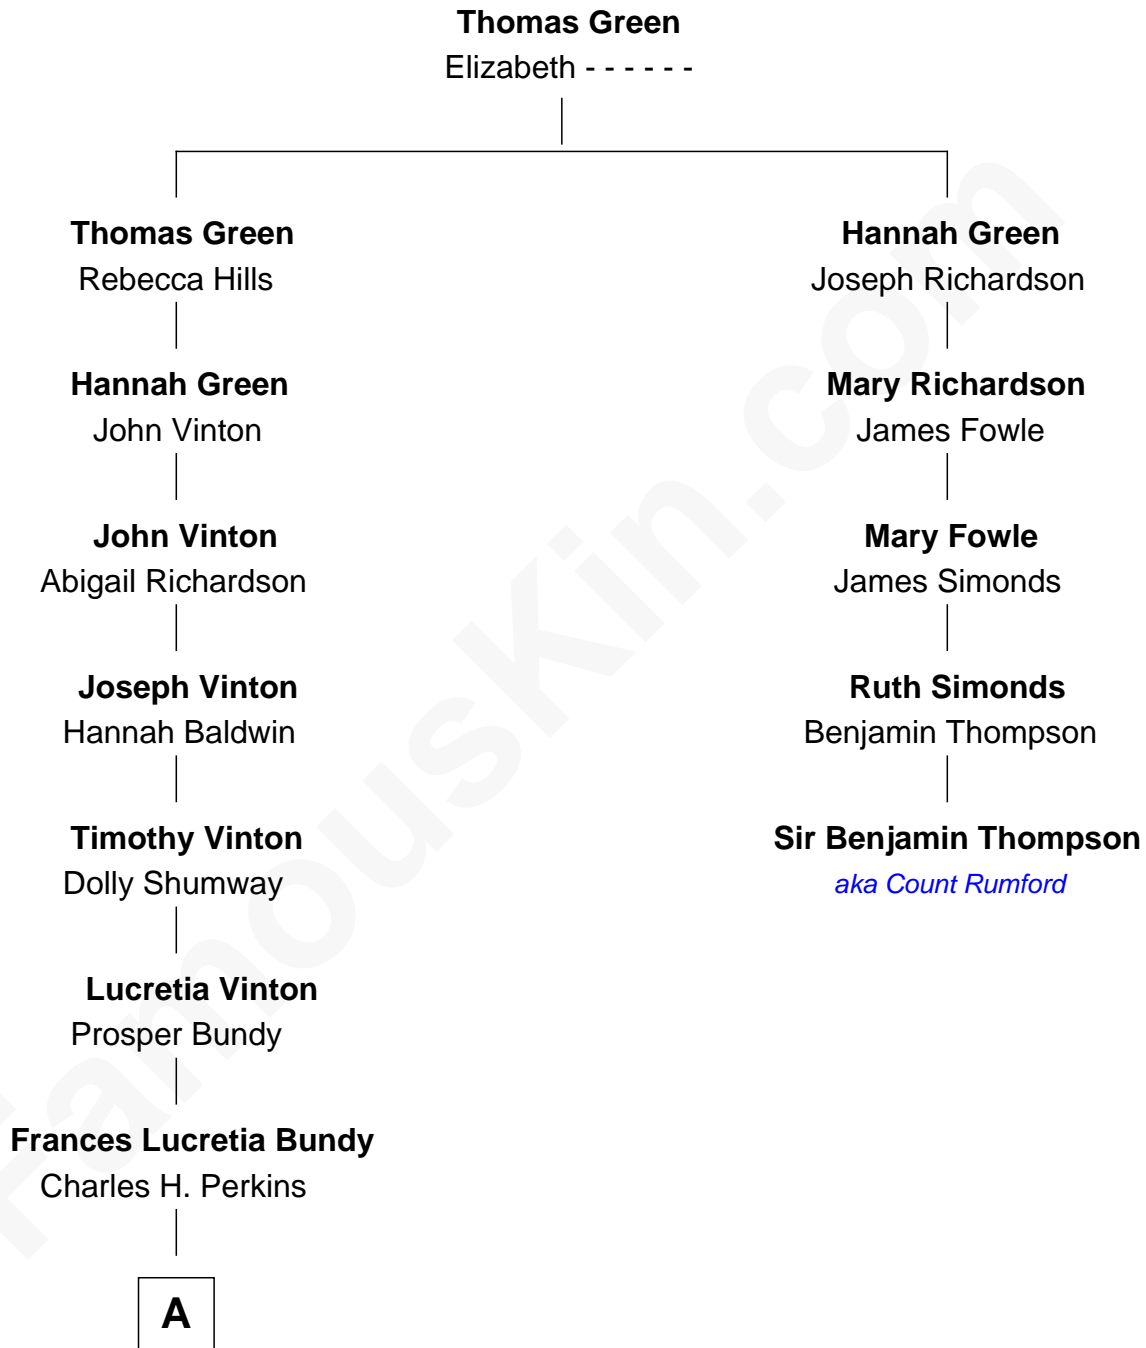 Thomas Green
Elizabeth - - - - - -
Thomas Green
Rebecca Hills
Hannah Green
Joseph Richardson
Hannah Green
John Vinton
Mary Richardson
James Fowle
John Vinton
Abigail Richardson
Mary Fowle
James Simonds
Joseph Vinton
Hannah Baldwin
Ruth Simonds
Benjamin Thompson
Timothy Vinton
Dolly Shumway
Sir Benjamin Thompson
aka Count Rumford
Lucretia Vinton
Prosper Bundy
Frances Lucretia Bundy
Charles H. Perkins
A
FamousKin.com